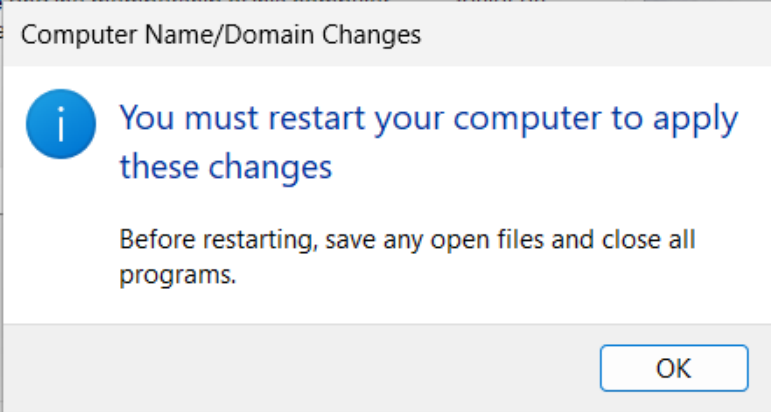 Computer Name/Domain Changes
You must restart your computer to apply
these changes
Before restarting, save any open files and close all
programs.
OK